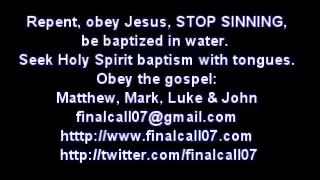 Repent, obey Jesus, STOP SINNING,
be baptized in water.
Seek Holy Spirit baptism with tongues.
Obey the gospel:
Matthew, Mark, Luke & John
finalcall07@gmail.com
htttp://www.finalcall07.com
http://twitter.com/finalcall07